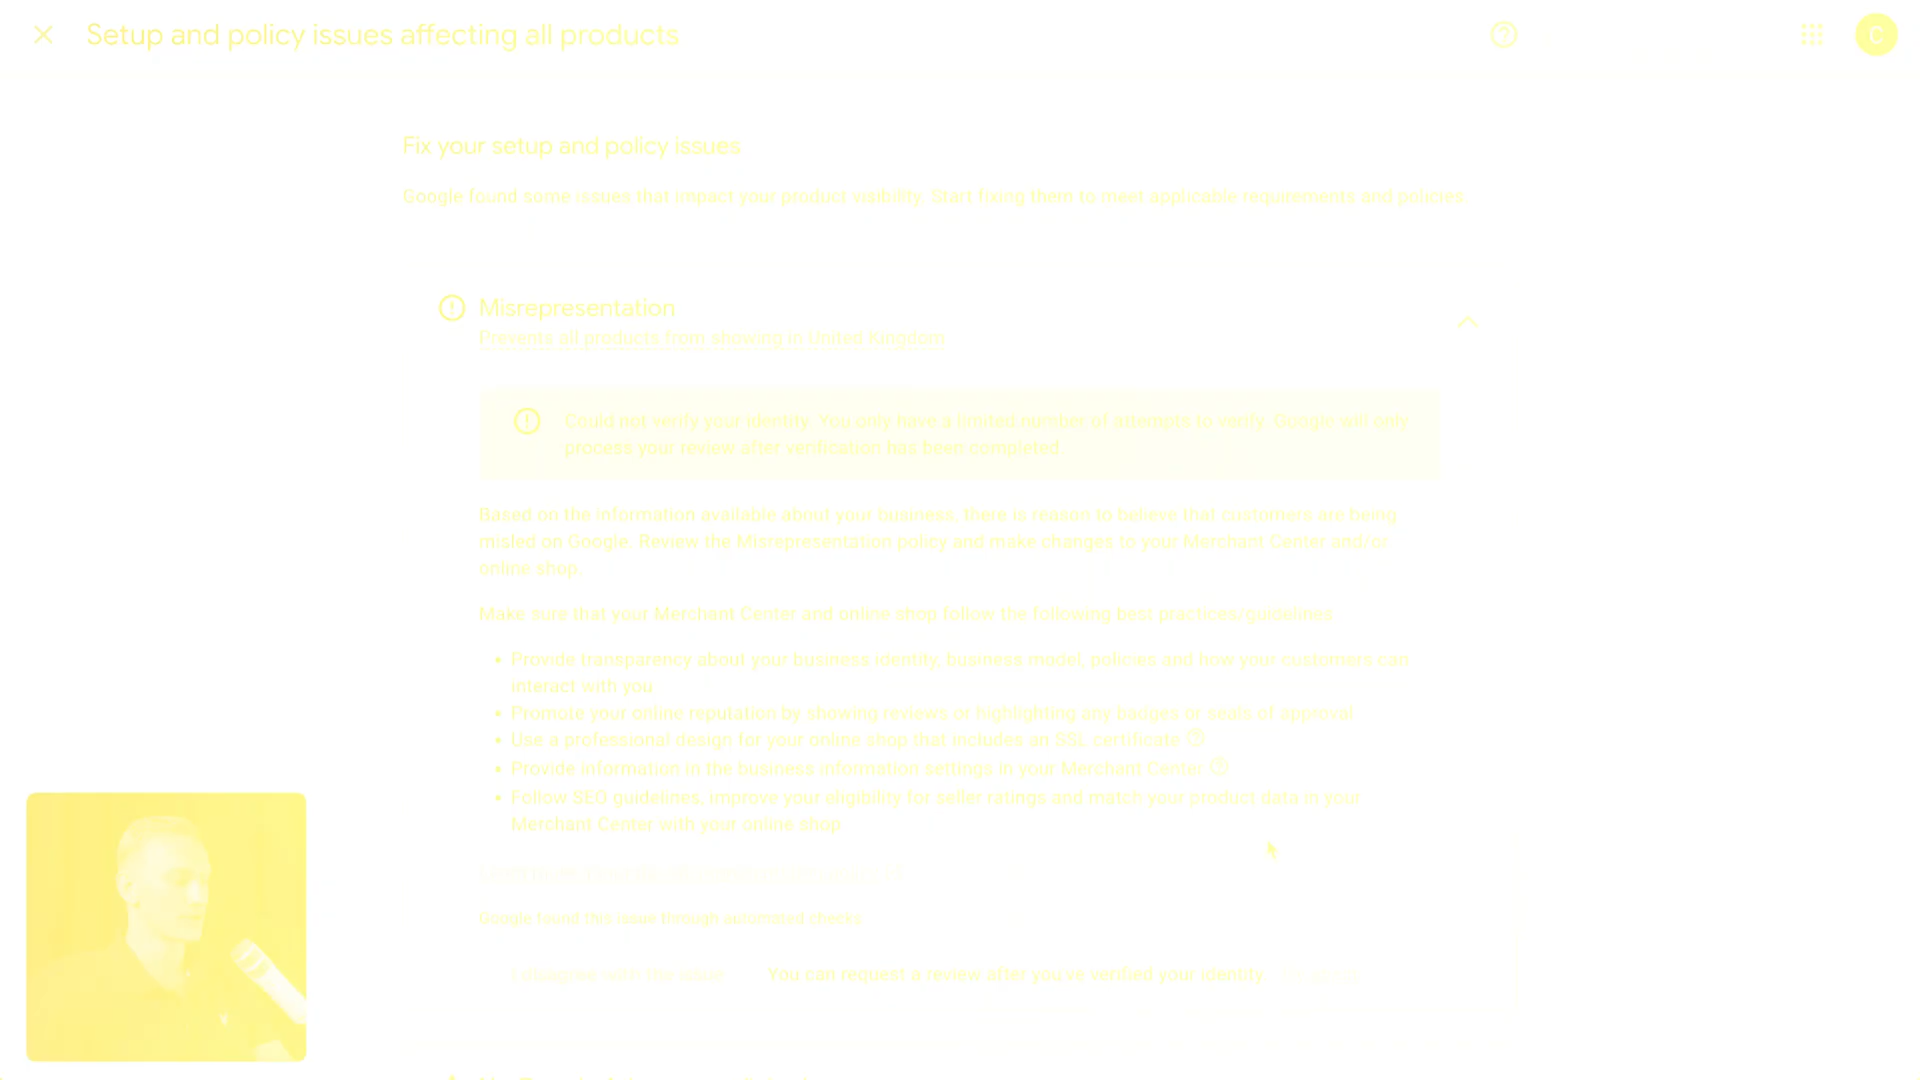 Setup and policy issues affecting all products
C
Fix your setup and policy issues
Google found some issues that impact your product visibility. Start fixing them to meet applicable requirements and policies.
Misrepresentation
Prevents all products from showing in United Kingdom
Could not verify your identity. You only have a limited number of attempts to verify. Google will only
process your review after verification has been completed.
Based on the information available about your business, there is reason to believe that customers are being
misled on Google. Review the Misrepresentation policy and make changes to your Merchant Center and/or
online shop.
Make sure that your Merchant Center and online shop follow the following best practices/guidelines
• Provide transparency about your business identity, business model, policies and how your customers can
interact with you
• Promote your online reputation by showing reviews or highlighting any badges or seals of approval
• Use a professional design for your online shop that includes an SSL certificate
• Provide information in the business information settings in your Merchant Center
• Follow SEO guidelines, improve your eligibility for seller ratings and match your product data in your
Merchant Center with your online shop
Google found this issue through automated checks
I disagree with the issue
You can request a review after you've verified your identity.